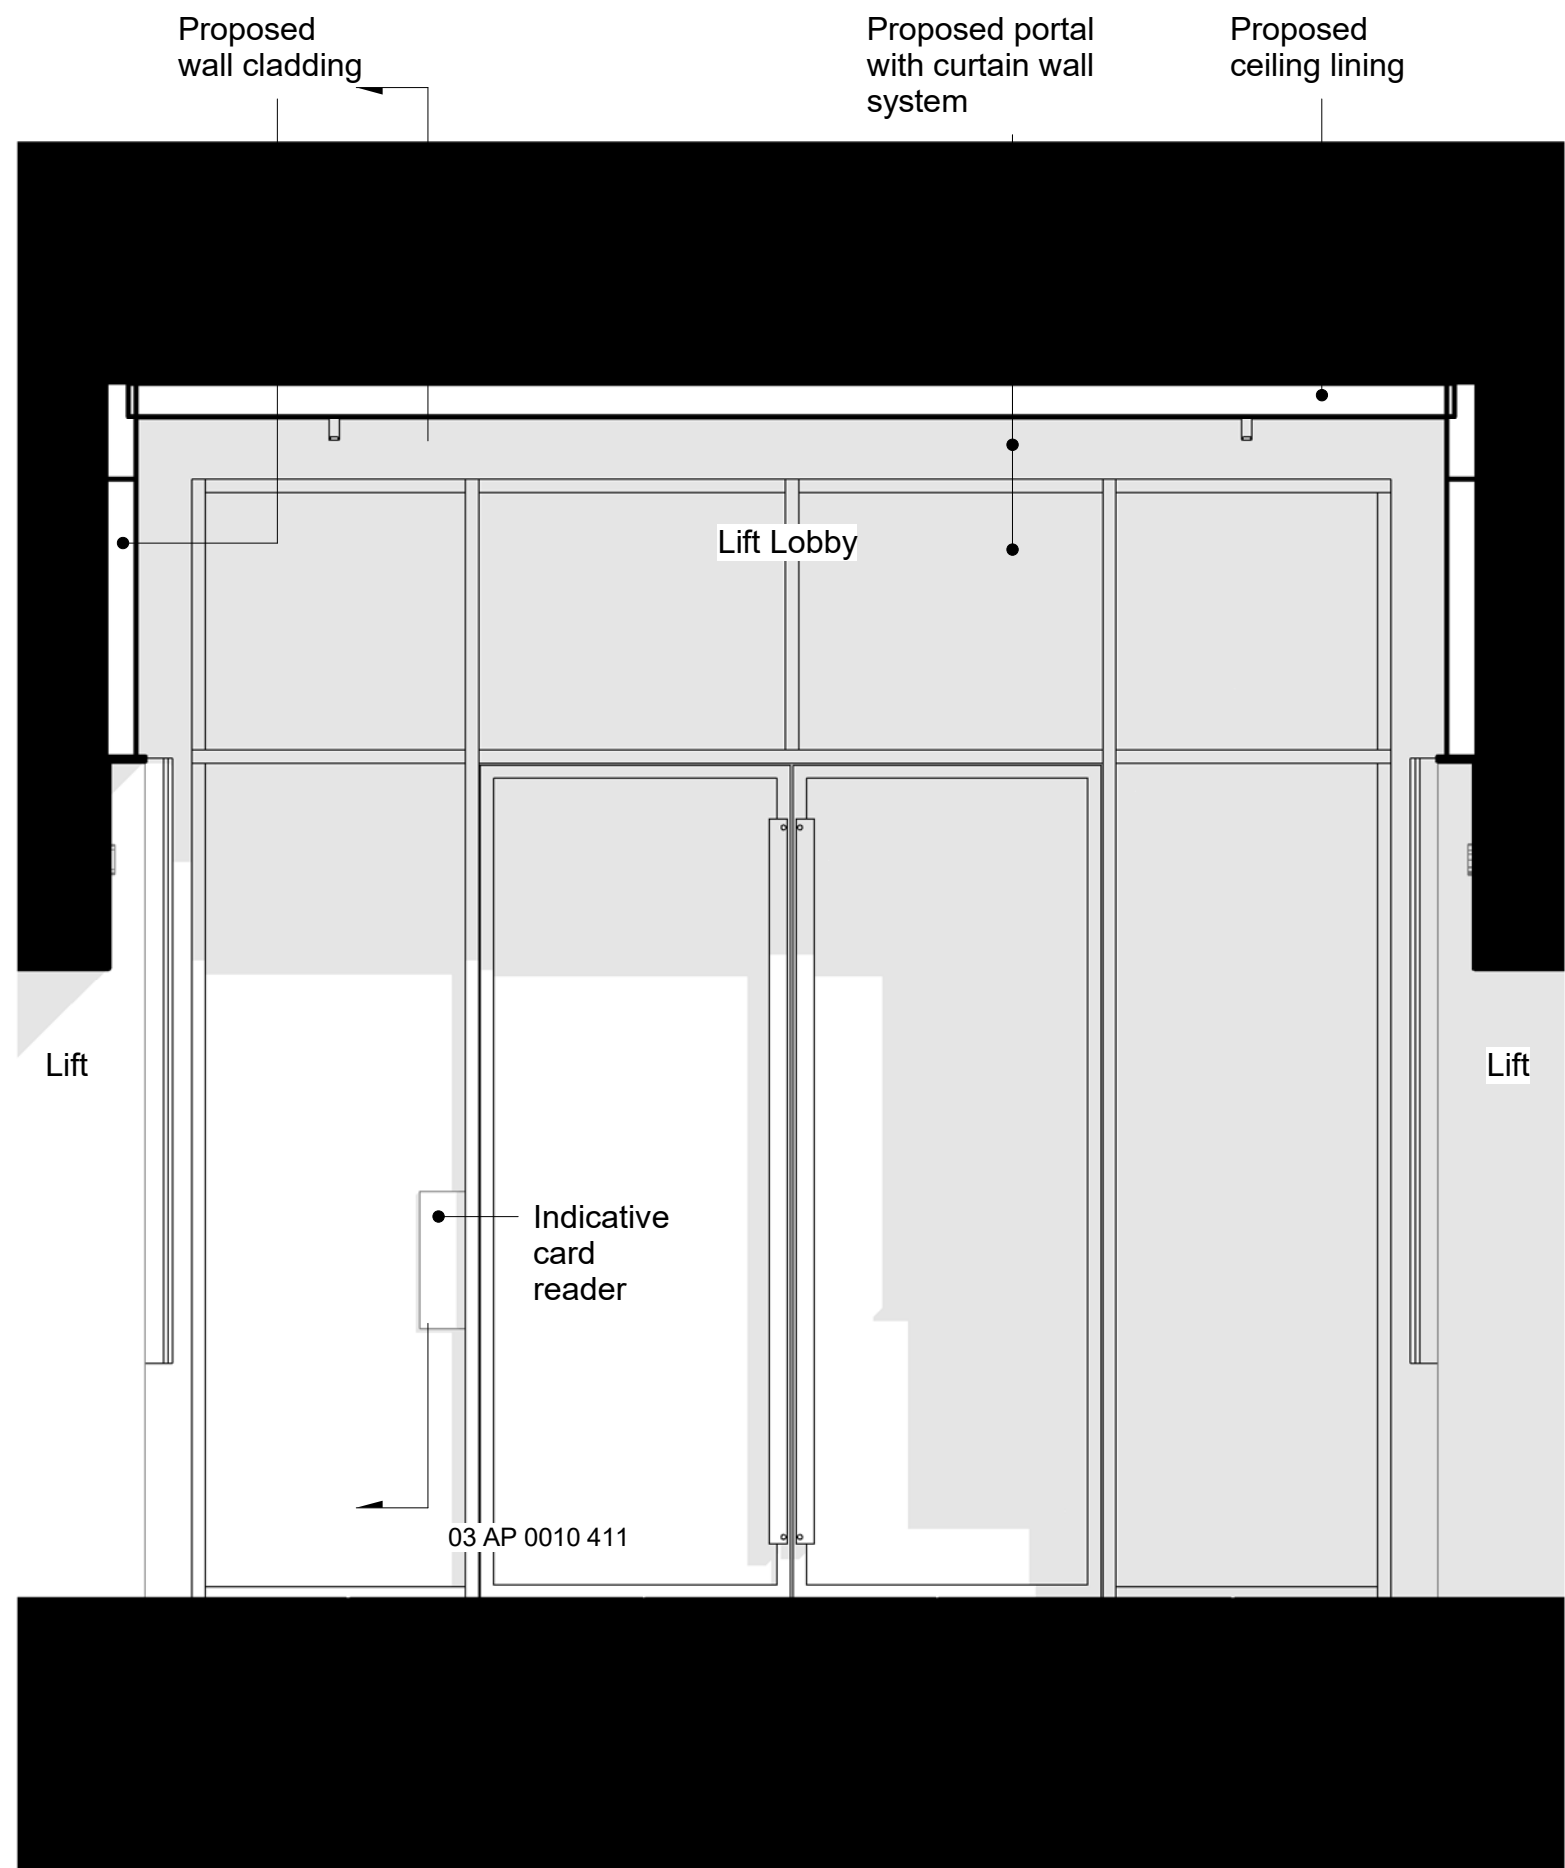 Proposed
wall cladding
Proposed portal
with curtain wall
system
Proposed
ceiling lining
Lift Lobby
Lift
Lift
Indicative
card
reader
03 AP 0010 411